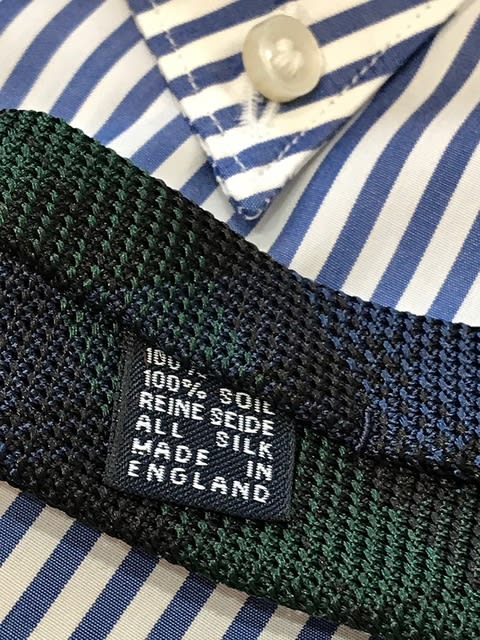 100%
100% SOIE
REINE SEIDE
ALL SILK
MADE IN
ENGLAND